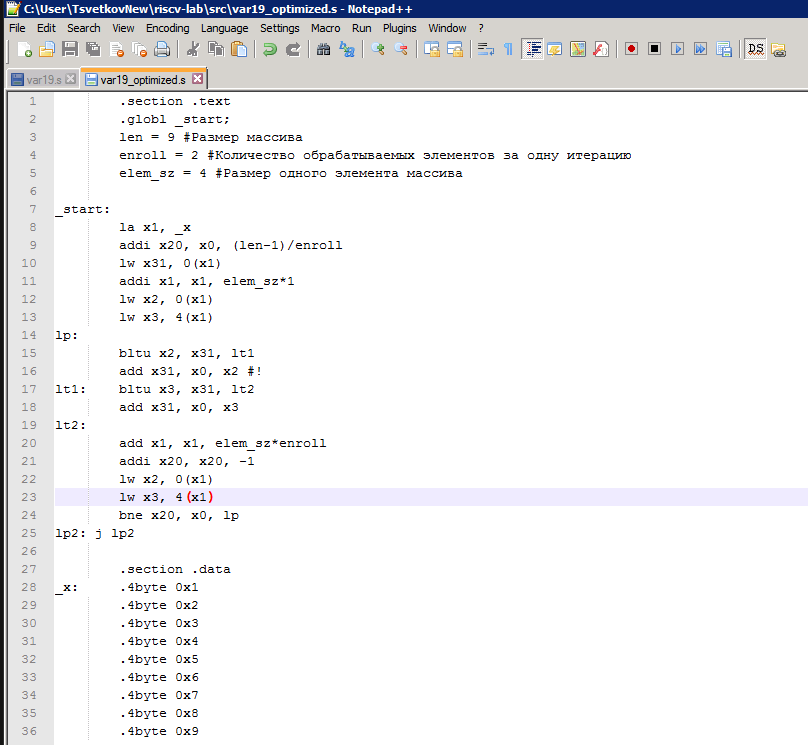 C:\User\TsvetkovNew\riscv-lab\src\var19_optimized.s - Notepad++
File Edit Search View Encoding Language Settings Macro Run Plugins Window ?
var19.s var19_optimized.s
1 .section .text
2 .globl _start;
3 len = 9 #Размер массива
4 enroll = 2 #Количество обрабатываемых элементов за одну итерацию
5 elem_sz = 4 #Размер одного элемента массива
6
7 _start:
8 la x1, _x
9 addi x20, x0, (len-1)/enroll
10 lw x31, 0(x1)
11 addi x1, x1, elem_sz*1
12 lw x2, 0(x1)
13 lw x3, 4(x1)
14 lp:
15 bltu x2, x31, lt1
16 add x31, x0, x2 #!
17 lt1: bltu x3, x31, lt2
18 add x31, x0, x3
19 lt2:
20 add x1, x1, elem_sz*enroll
21 addi x20, x20, -1
22 lw x2, 0(x1)
23 lw x3, 4(x1)
24 bne x20, x0, lp
25 lp2: j lp2
26
27 .section .data
28 _x: .4byte 0x1
29 .4byte 0x2
30 .4byte 0x3
31 .4byte 0x4
32 .4byte 0x5
33 .4byte 0x6
34 .4byte 0x7
35 .4byte 0x8
36 .4byte 0x9